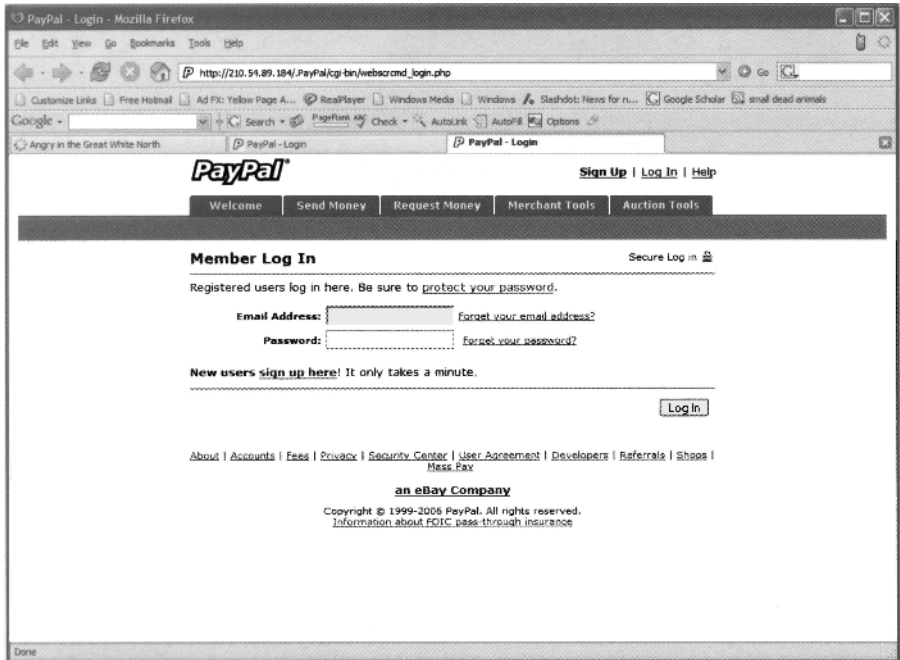 PayPal - Login - Mozilla Firefox
File Edit View Go Bookmarks Tools Help
http://210.54.89.184/.PayPal/cgi-bin/webscrcmd_login.php Go
Customize Links Free Hotmail Ad FX: Yellow Page A... RealPlayer Windows Media Windows Slashdot: News for n... Google Scholar small dead animals
Google Search PageRank Check AutoLink AutoFill Options
Angry in the Great White North PayPal - Login PayPal - Login
PayPal
Sign Up | Log In | Help
Welcome Send Money Request Money Merchant Tools Auction Tools
Member Log In Secure Log in
Registered users log in here. Be sure to protect your password.
Email Address: Forget your email address?
Password: Forget your password?
New users sign up here! It only takes a minute.
Log In
About | Accounts | Fees | Privacy | Security Center | User Agreement | Developers | Referrals | Shops |
Mass Pay
an eBay Company
Copyright © 1999-2006 PayPal. All rights reserved.
Information about FDIC pass-through insurance
Done